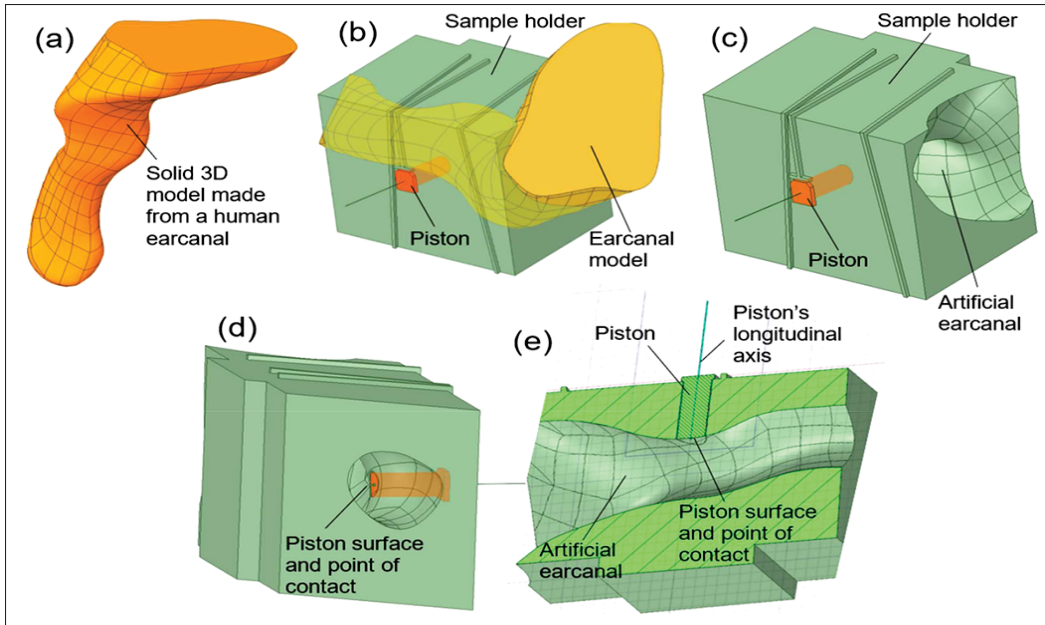 (a)
Solid 3D
model made
from a human
earcanal
(b)
Sample holder
Piston
Earcanal
model
(c)
Sample holder
Piston
Artificial
earcanal
(d)
Piston surface
and point of
contact
(e)
Piston
Piston's
longitudinal
axis
Piston surface
and point of
contact
Artificial
earcanal